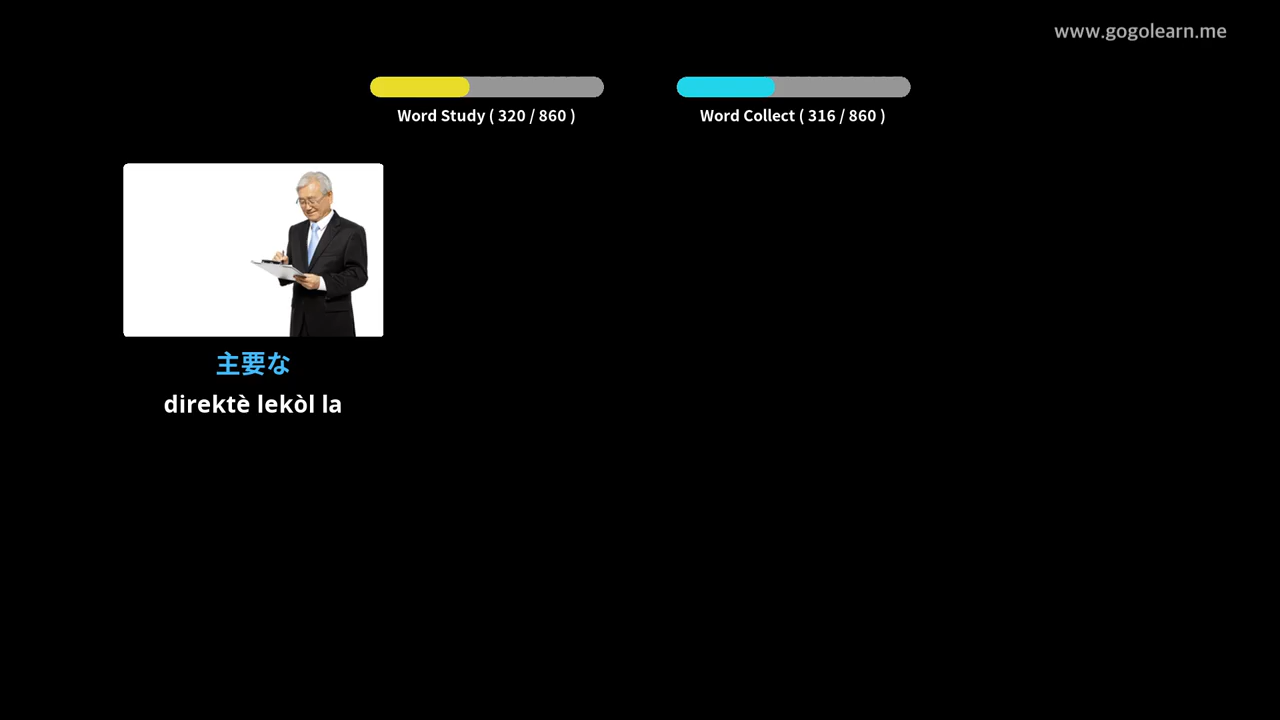 www.gogolearn.me
Word Study ( 320 / 860 )
Word Collect ( 316 / 860 )
主要な
direktè lekòl la